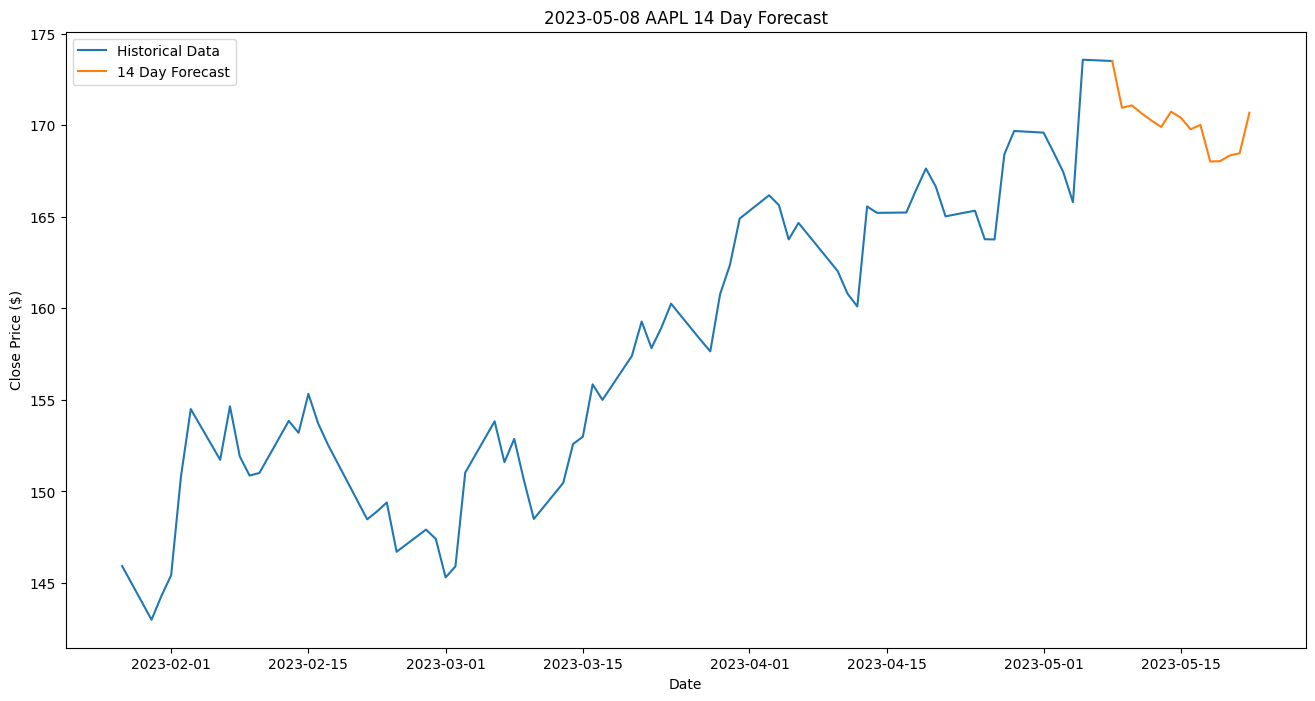 2023-05-08 AAPL 14 Day Forecast
Historical Data
14 Day Forecast
Close Price ($)
175
170
165
160
155
150
145
2023-02-01 2023-02-15 2023-03-01 2023-03-15 2023-04-01 2023-04-15 2023-05-01 2023-05-15
Date